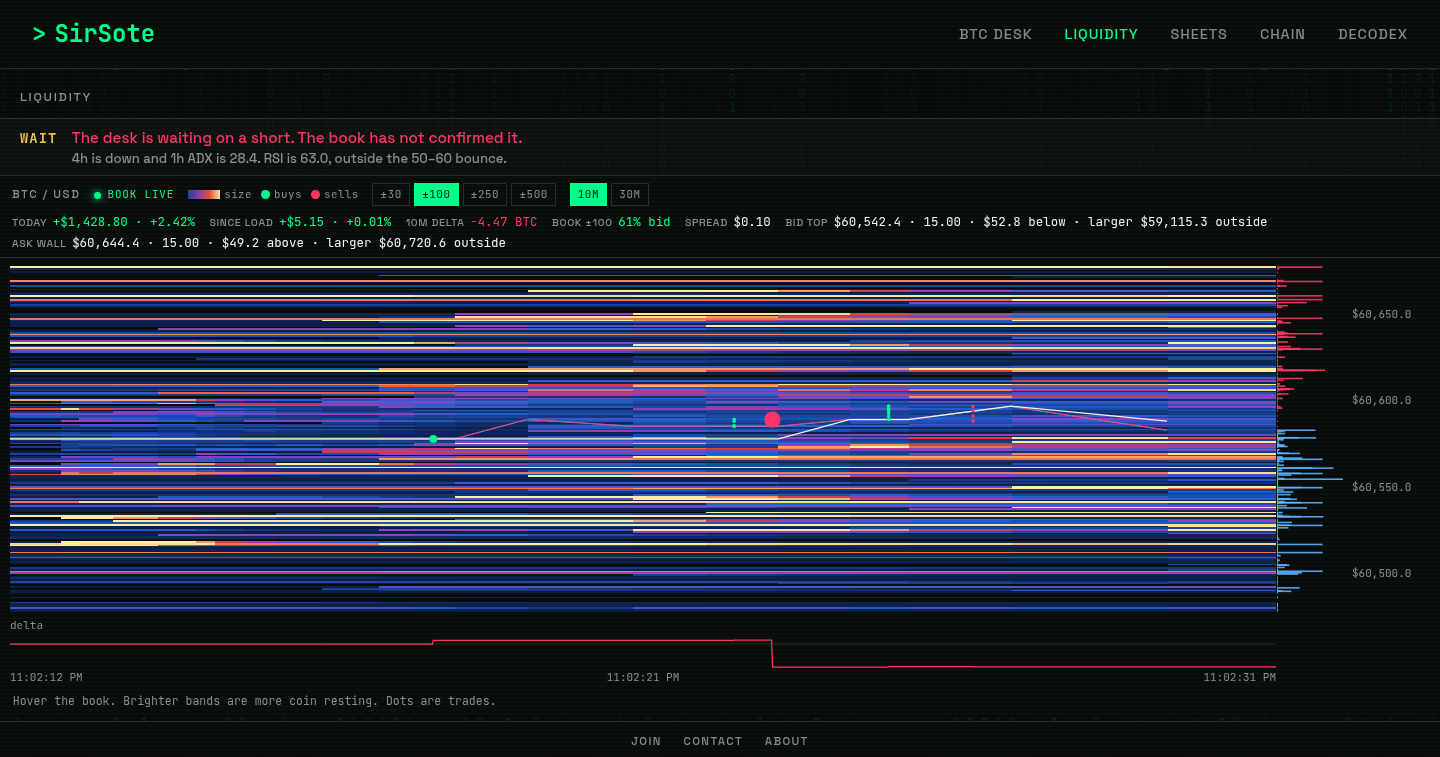 > SirSote
BTC DESK LIQUIDITY SHEETS CHAIN DECODEX
LIQUIDITY
WAIT The desk is waiting on a short. The book has not confirmed it.
4h is down and 1h ADX is 28.4. RSI is 63.0, outside the 50–60 bounce.
BTC / USD BOOK LIVE size buys sells ±30 ±100 ±250 ±500 10M 30M
TODAY +$1,428.80 · +2.42% SINCE LOAD +$5.15 · +0.01% 10M DELTA -4.47 BTC BOOK ±100 61% bid SPREAD $0.10 BID TOP $60,542.4 · 15.00 · $52.8 below · larger $59,115.3 outside
ASK WALL $60,644.4 · 15.00 · $49.2 above · larger $60,720.6 outside
$60,650.0
$60,600.0
$60,550.0
$60,500.0
delta
11:02:12 PM 11:02:21 PM 11:02:31 PM
Hover the book. Brighter bands are more coin resting. Dots are trades.
JOIN CONTACT ABOUT